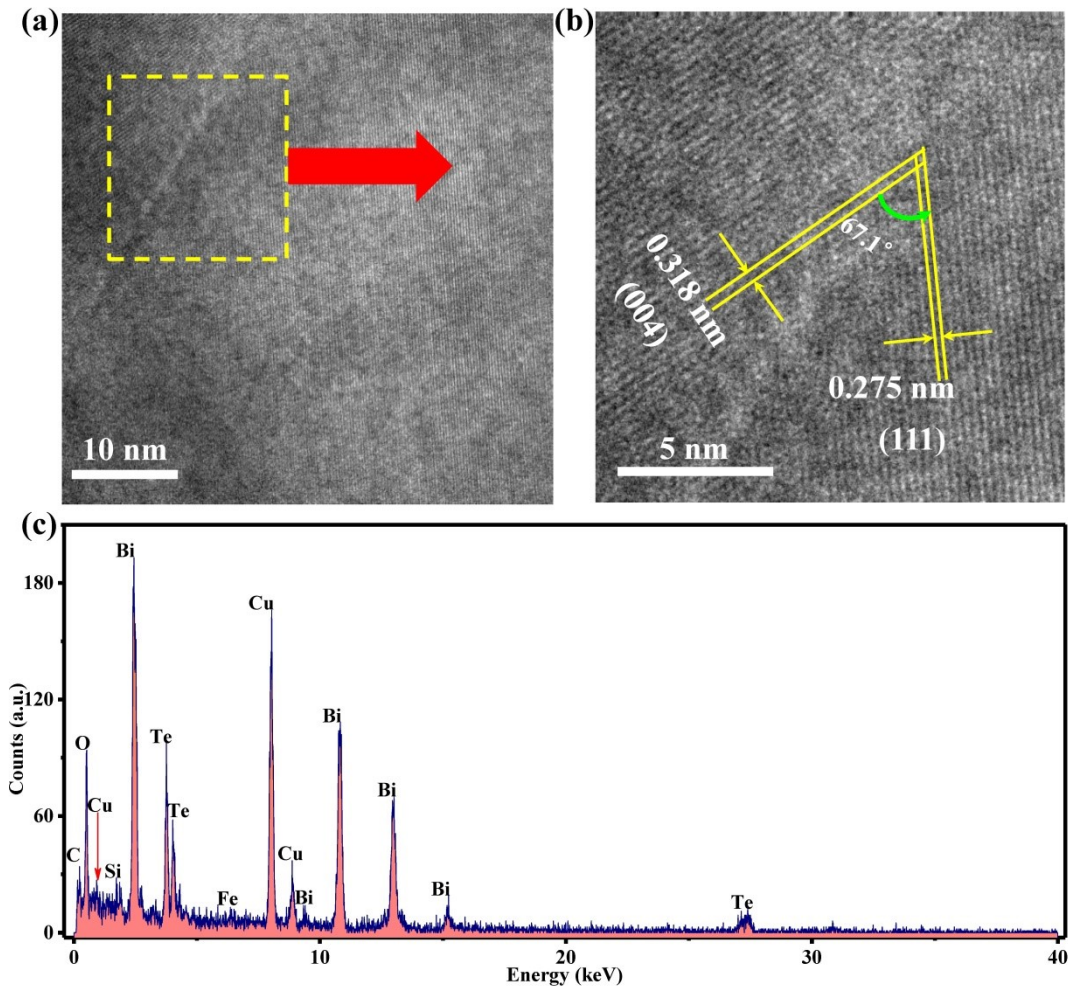 (a)
10 nm
(b)
67.1°
0.318 nm
(004)
0.275 nm
(111)
5 nm
(c)
Counts (a.u.)
180
120
60
0
C
O
Cu
Si
Bi
Te
Te
Fe
Cu
Cu
Bi
Bi
Bi
Bi
Te
0
10
20
30
40
Energy (keV)